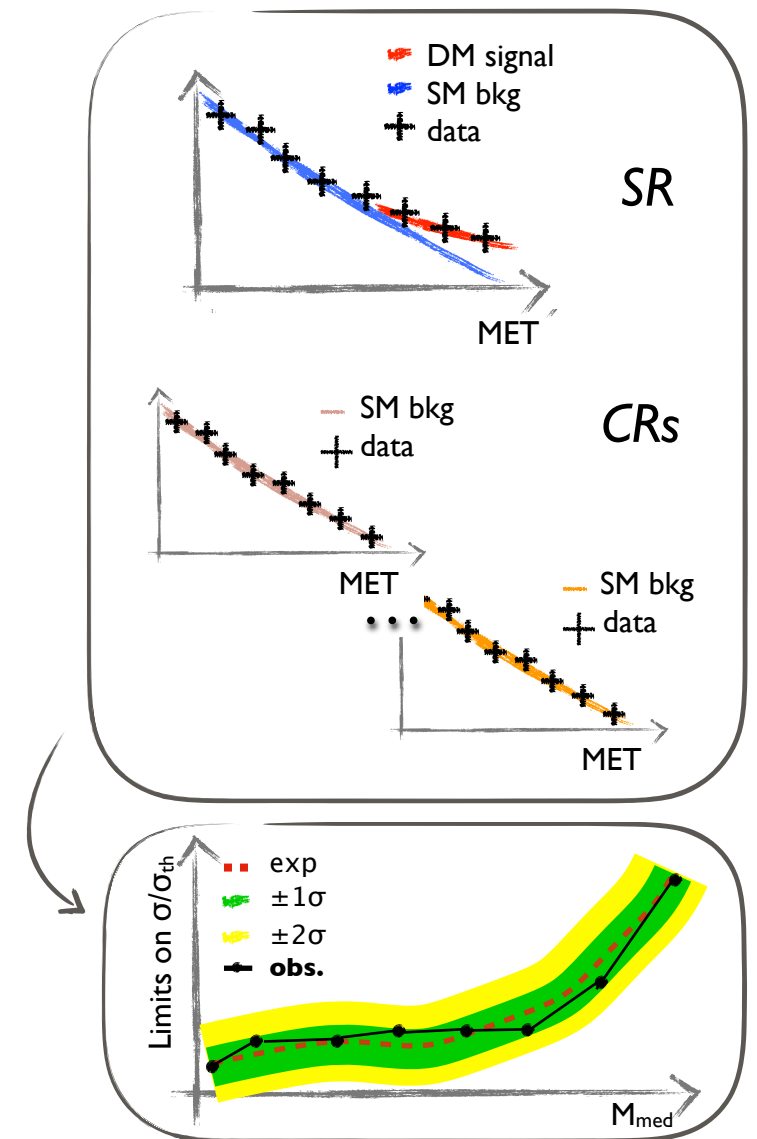 DM signal
SM bkg
data
SR
MET
SM bkg
data
CRs
MET
SM bkg
data
...
MET
Limits on σ/σth
exp
±1σ
±2σ
obs.
Mmed